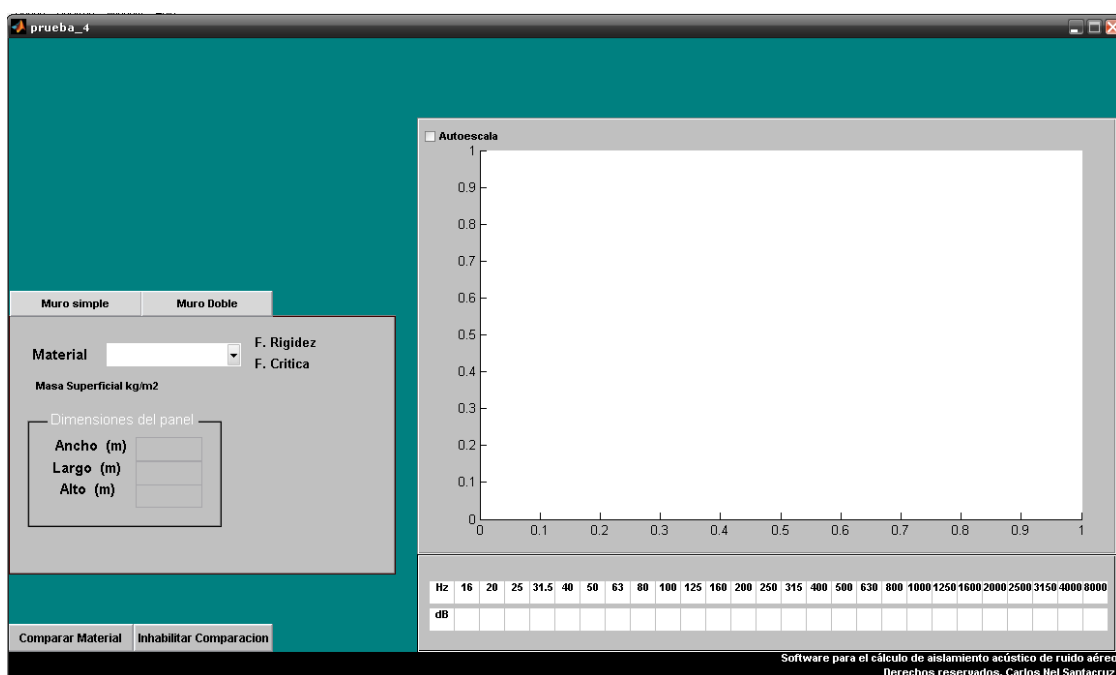 prueba_4
Autoescala
1
0.9
0.8
0.7
0.6
0.5
0.4
0.3
0.2
0.1
0
0 0.1 0.2 0.3 0.4 0.5 0.6 0.7 0.8 0.9 1
Muro simple Muro Doble
Material
F. Rigidez
F. Critica
Masa Superficial kg/m2
Dimensiones del panel
Ancho (m)
Largo (m)
Alto (m)
Hz 16 20 25 31.5 40 50 63 80 100 125 160 200 250 315 400 500 630 800 1000 1250 1600 2000 2500 3150 4000 8000
dB
Comparar Material Inhabilitar Comparacion
Software para el cálculo de aislamiento acústico de ruido aéreo
Derechos reservados. Carlos Nel Santacruz